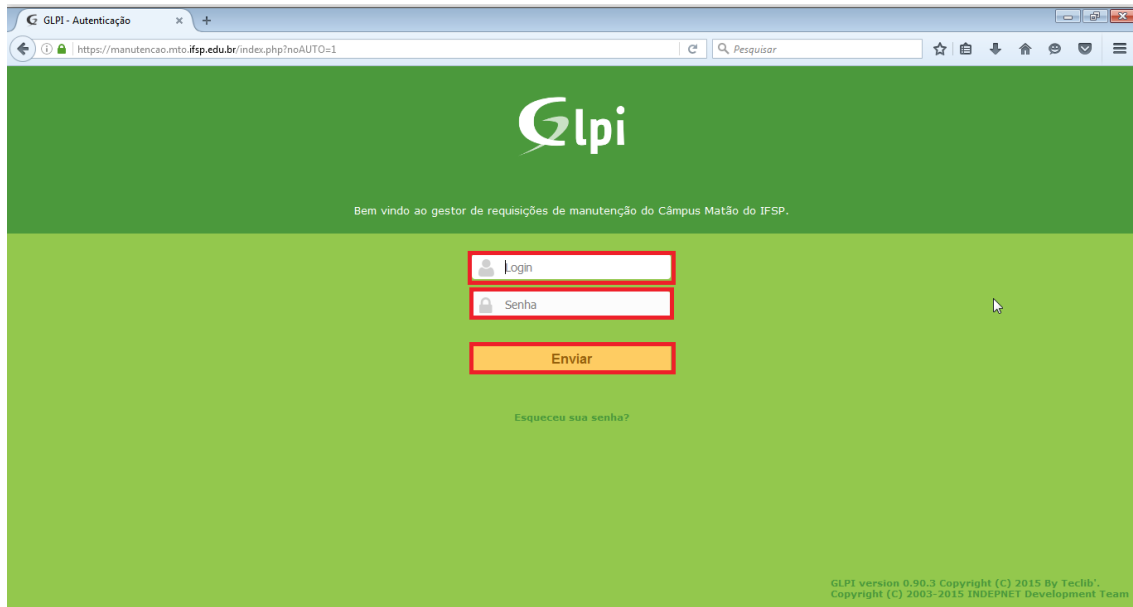 GLPI - Autenticação
https://manutencao.mto.ifsp.edu.br/index.php?noAUTO=1
Pesquisar
Glpi
Bem vindo ao gestor de requisições de manutenção do Câmpus Matão do IFSP.
Login
Senha
Enviar
Esqueceu sua senha?
GLPI version 0.90.3 Copyright (C) 2015 By Teclib'.
Copyright (C) 2003-2015 INDEPNET Development Team